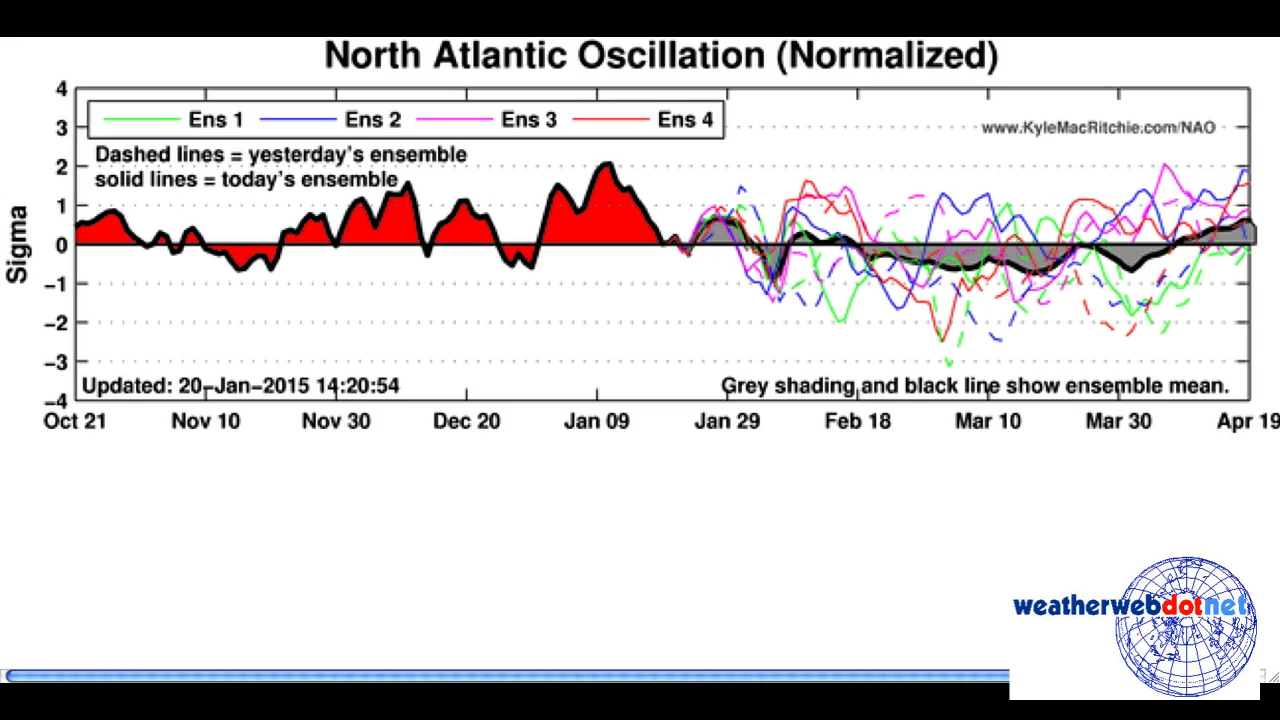 North Atlantic Oscillation (Normalized)
4
3
2
1
0
−1
−2
−3
−4
Sigma
Ens 1 Ens 2 Ens 3 Ens 4
www.KyleMacRitchie.com/NAO
Dashed lines = yesterday's ensemble
solid lines = today's ensemble
Updated: 20−Jan−2015 14:20:54
Grey shading and black line show ensemble mean.
Oct 21 Nov 10 Nov 30 Dec 20 Jan 09 Jan 29 Feb 18 Mar 10 Mar 30 Apr 19
weatherwebdotnet